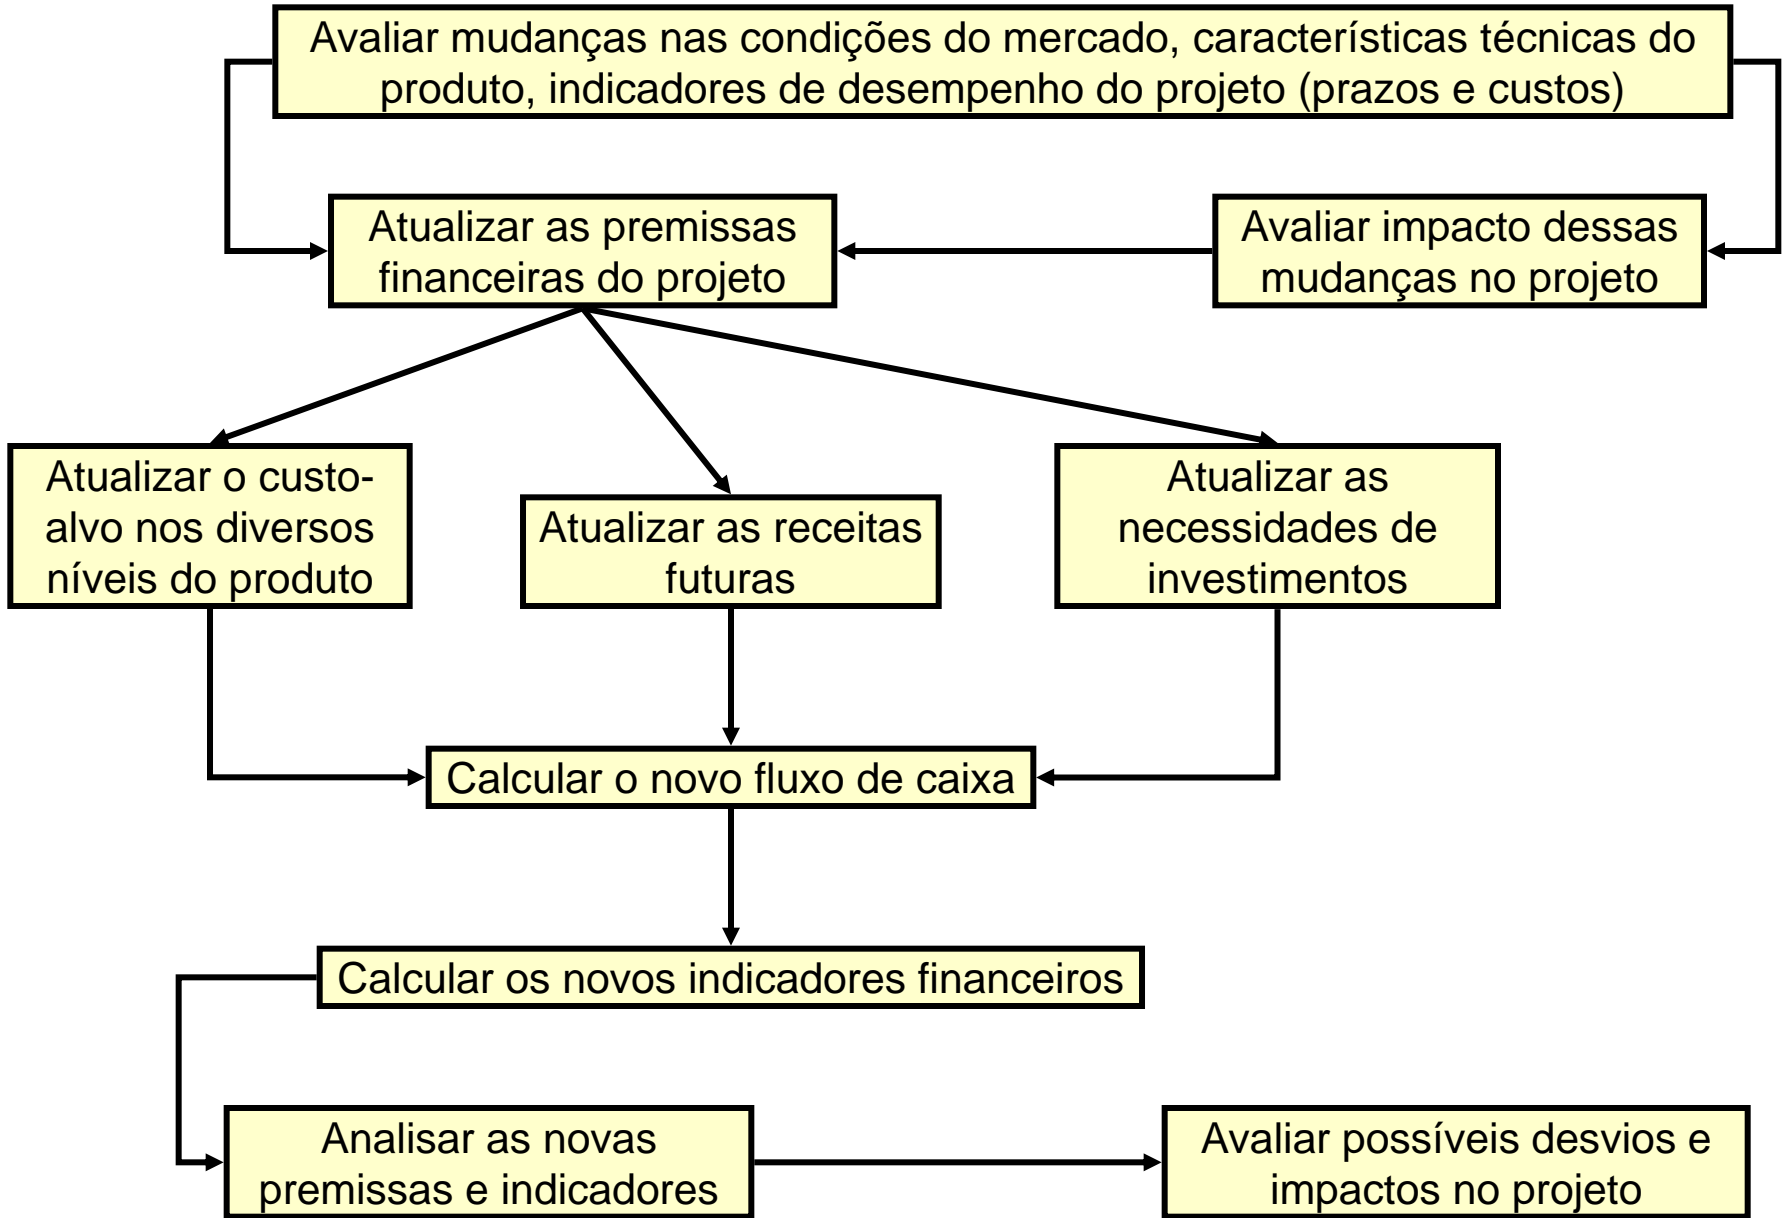 Avaliar mudanças nas condições do mercado, características técnicas do
produto, indicadores de desempenho do projeto (prazos e custos)
Atualizar as premissas
financeiras do projeto
Avaliar impacto dessas
mudanças no projeto
Atualizar o custo-
alvo nos diversos
níveis do produto
Atualizar as receitas
futuras
Atualizar as
necessidades de
investimentos
Calcular o novo fluxo de caixa
Calcular os novos indicadores financeiros
Analisar as novas
premissas e indicadores
Avaliar possíveis desvios e
impactos no projeto